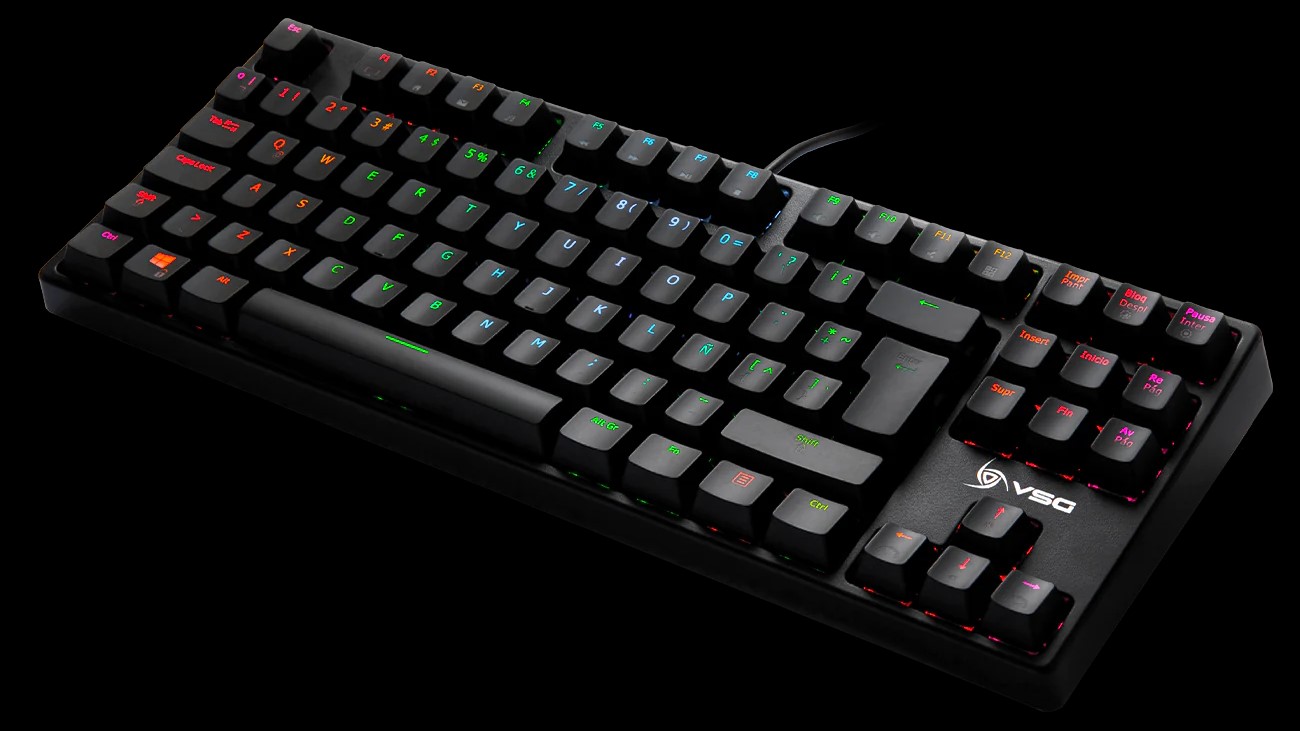 Esc F1 F2 F3 F4 F5 F6 F7 F8 F9 F10 F11 F12 Impr Pant Bloq Despl Pausa Inter
° | 1 ! 2 " 3 # 4 $ 5 % 6 & 7 / 8 ( 9 ) 0 = ' ? ¡ ¿ ← Insert Inicio Re Pág
Tab Q W E R T Y U I O P ¨ * + ~ Enter Supr Fin Av Pág
Caps Lock A S D F G H J K L Ñ [ ^ ] `
Shift > Z X C V B N M ; : - Shift ↑
Ctrl Alt Alt Gr Fn Ctrl ← ↓ →
VSG